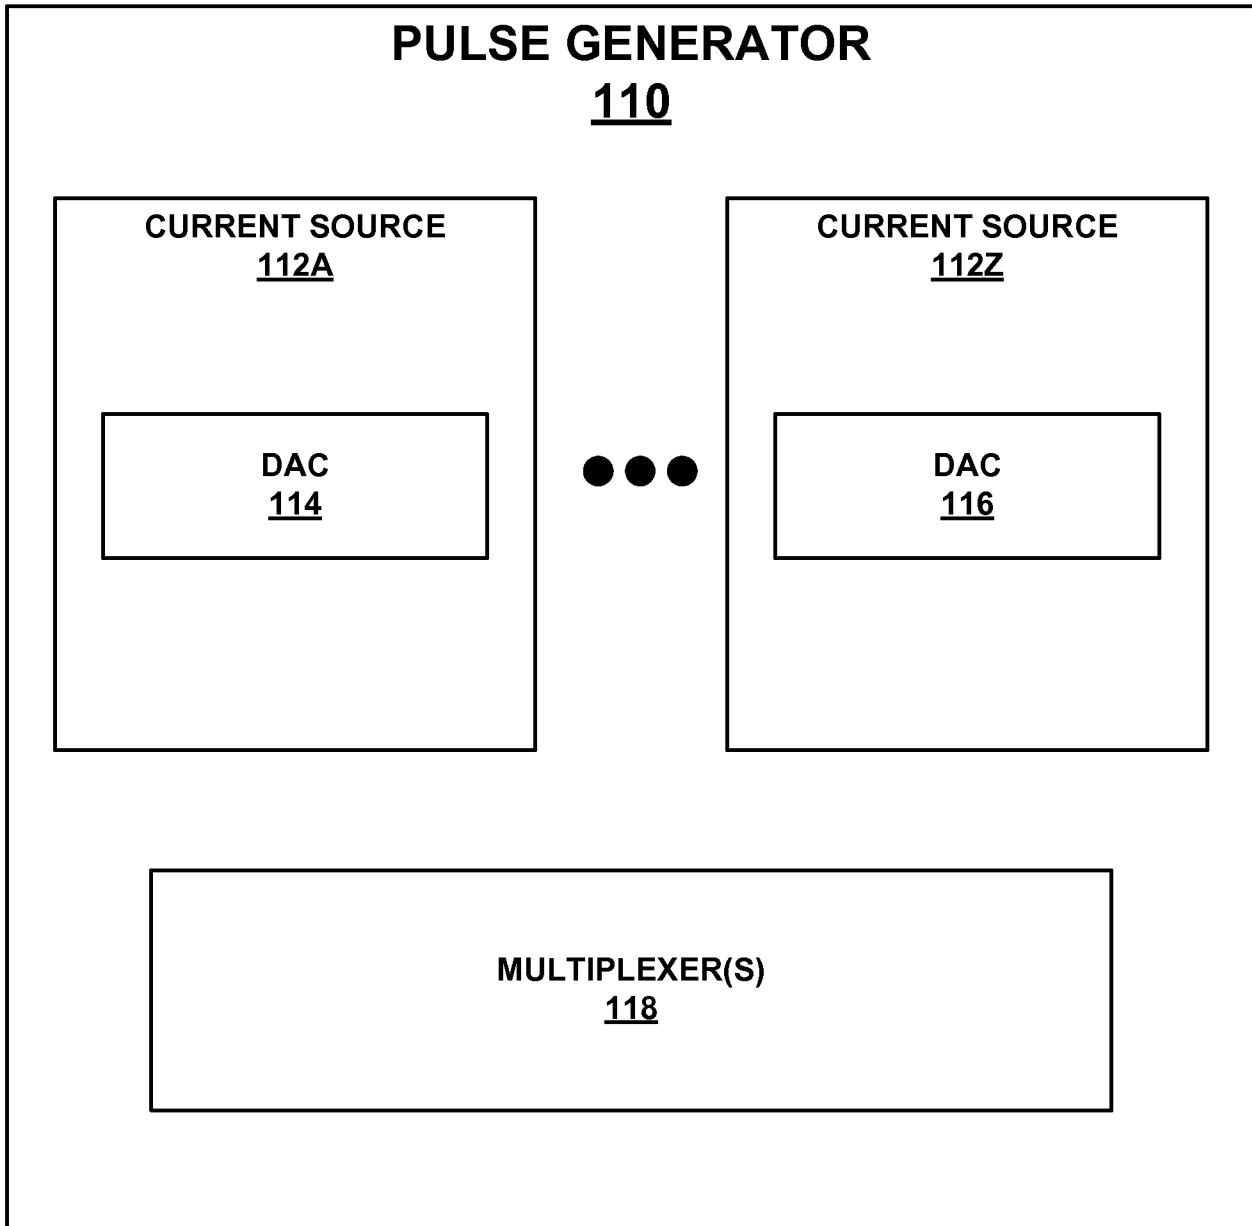 PULSE GENERATOR
110
CURRENT SOURCE
112A
DAC
114
CURRENT SOURCE
112Z
DAC
116
MULTIPLEXER(S)
118